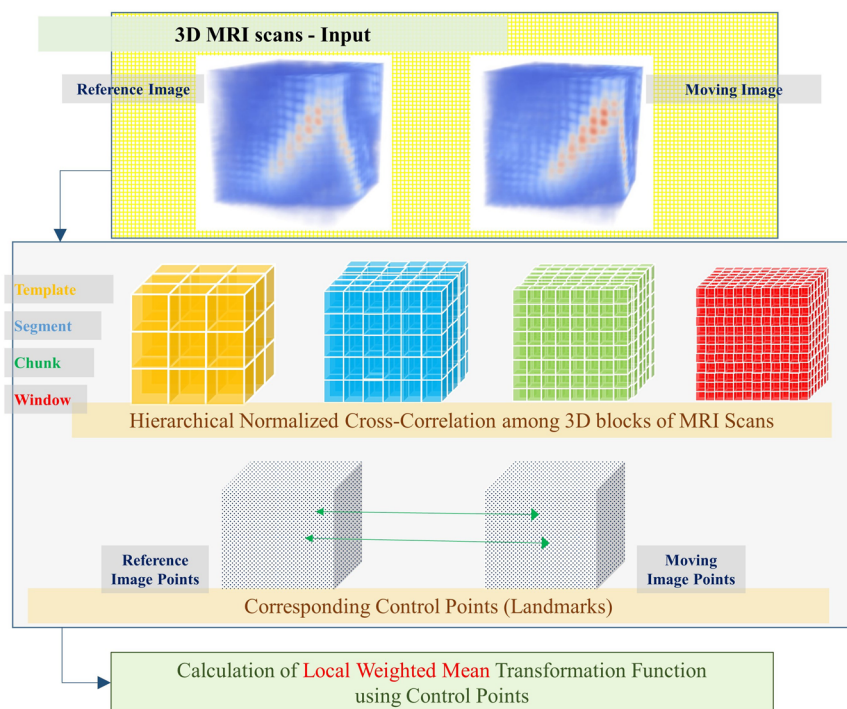 3D MRI scans - Input
Reference Image
Moving Image
Template
Segment
Chunk
Window
Hierarchical Normalized Cross-Correlation among 3D blocks of MRI Scans
Reference
Image Points
Moving
Image Points
Corresponding Control Points (Landmarks)
Calculation of Local Weighted Mean Transformation Function
using Control Points